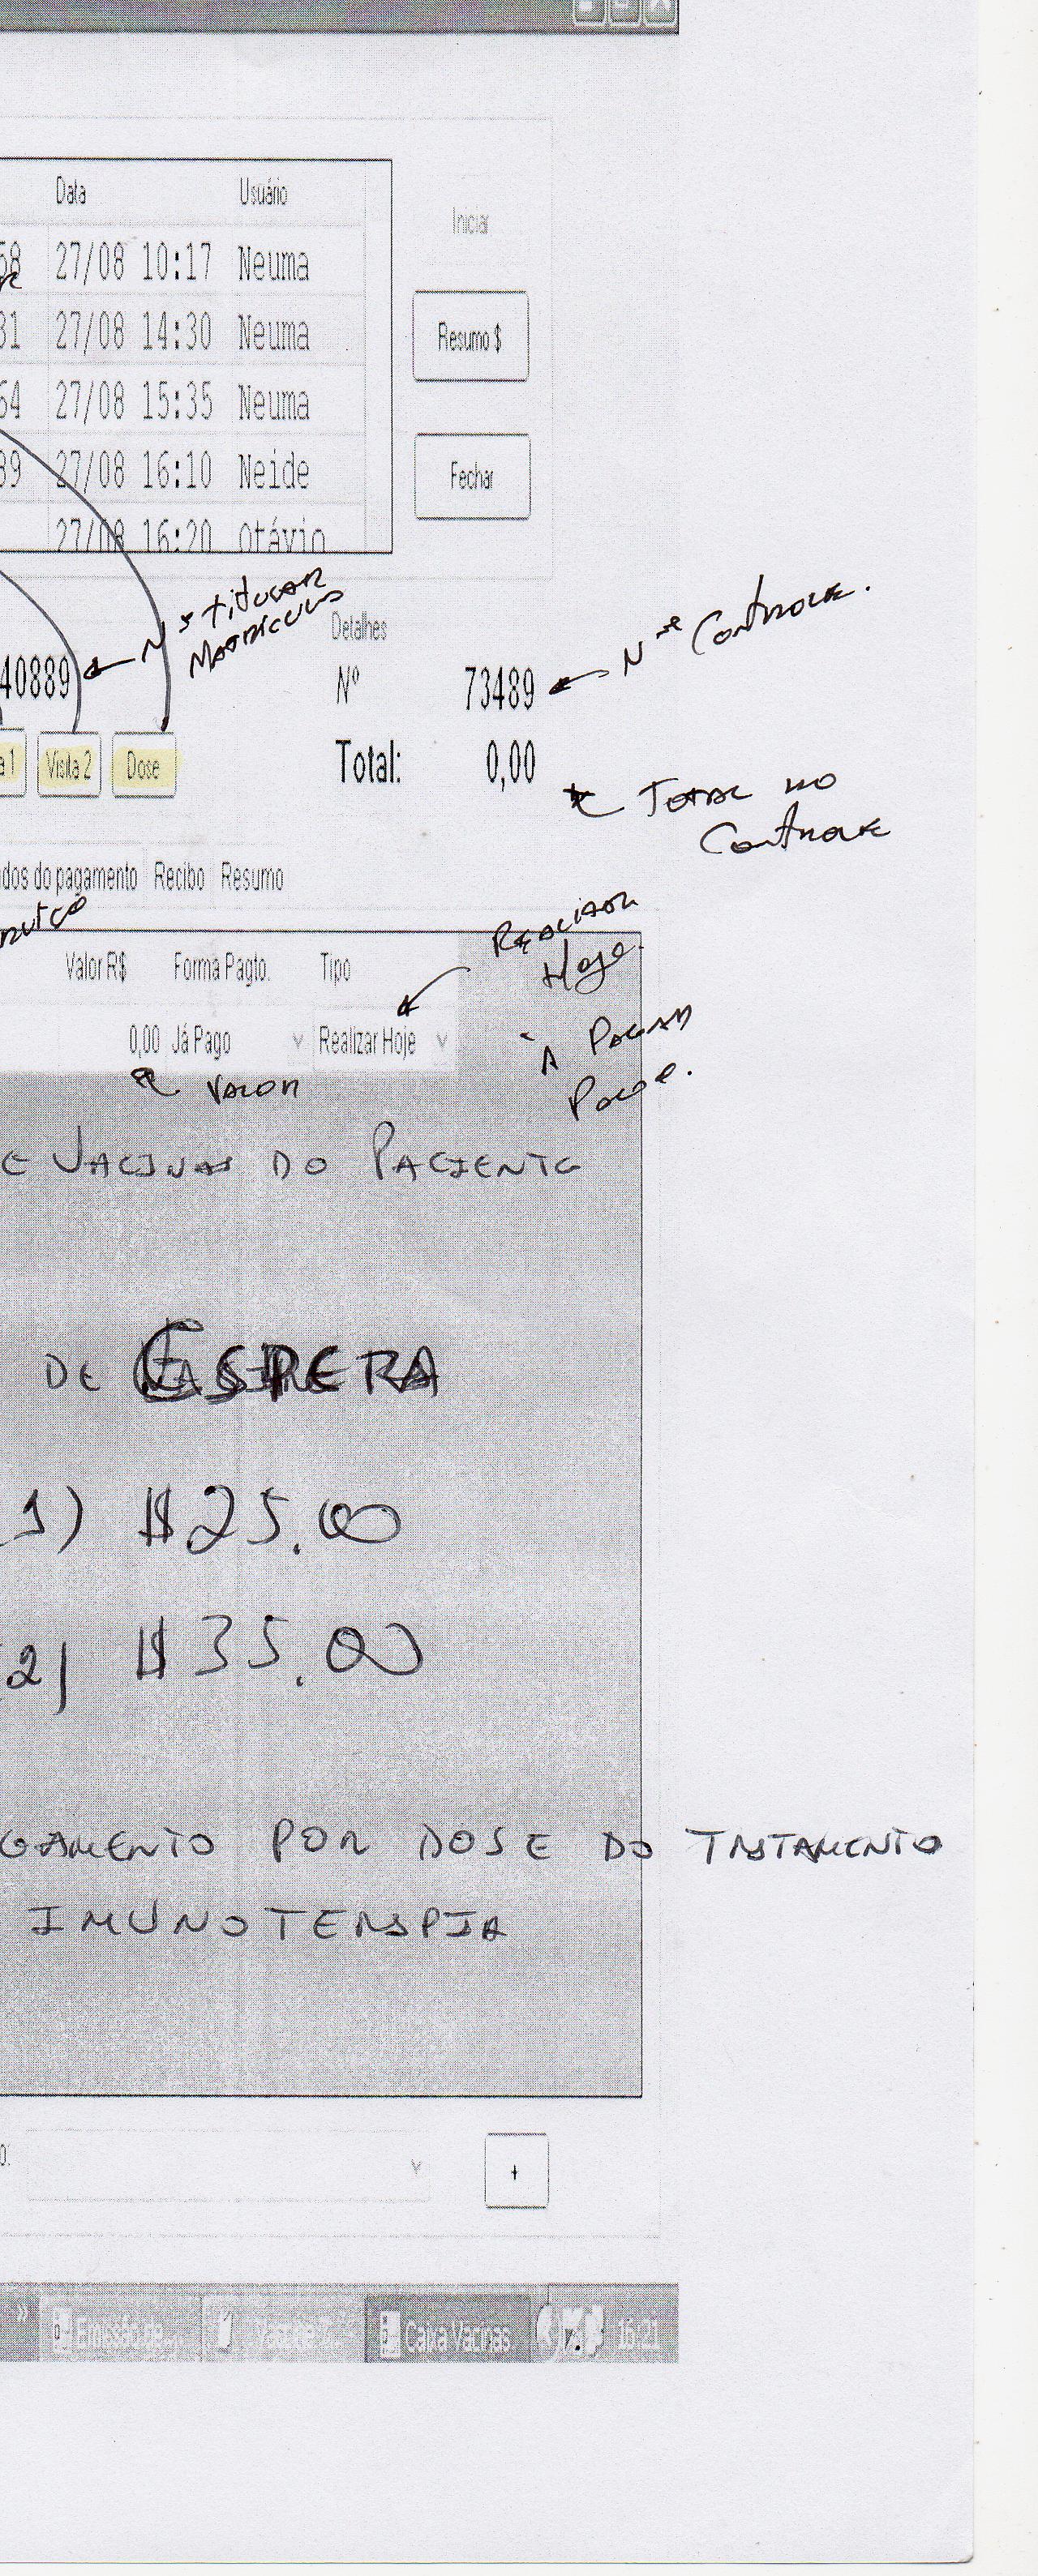 Data Usuário
Iniciar
58 27/08 10:17 Neuma
31 27/08 14:30 Neuma
Resumo $
64 27/08 15:35 Neuma
39 27/08 16:10 Neide
Fechar
27/08 16:20 otávio
Nº TITULAR
MATRICULA
Detalhes
40889
Nº 73489
Nº CONTROLE.
a 1 Visita 2 Dose
Total: 0,00
TOTAL NO
CONTROLE
dos do pagamento Recibo Resumo
REALIZAR
Hoje.
Valor R$ Forma Pagto. Tipo
0,00 Já Pago Realizar Hoje
À PAGAR
PAGO.
VALOR
E VACINAS DO PACIENTE
DE ESPERA
1) $25.00
2) $35.00
GAMENTO POR DOSE DO TRATAMENTO
IMUNOTERAPIA
o:
+
» Emissão de... Caixa Vacinas 16:21